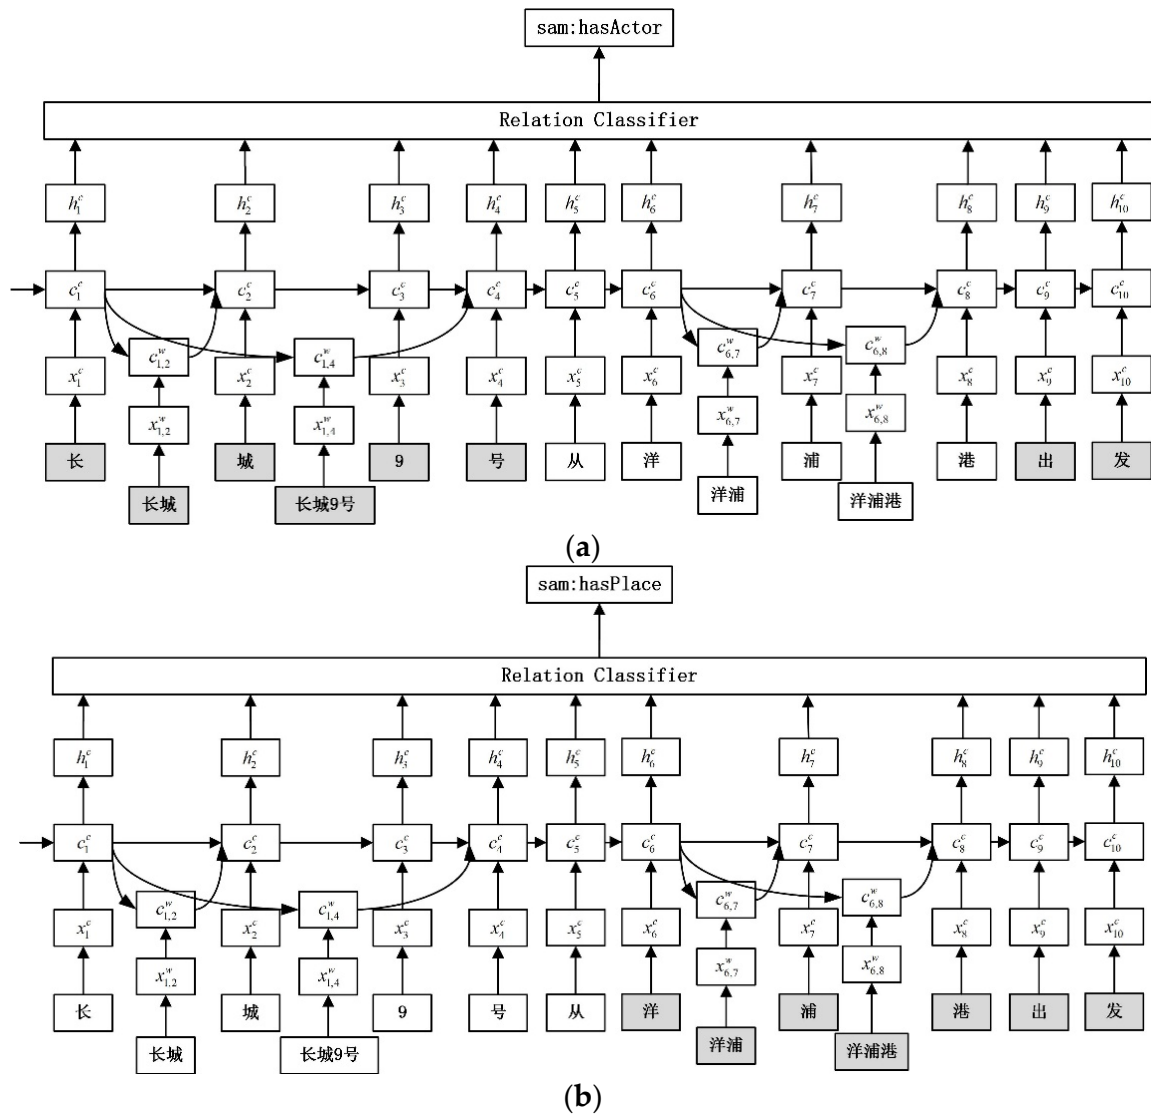 sam:hasActor
Relation Classifier
h₁ᶜ h₂ᶜ h₃ᶜ h₄ᶜ h₅ᶜ h₆ᶜ h₇ᶜ h₈ᶜ h₉ᶜ h₁₀ᶜ
c₁ᶜ c₂ᶜ c₃ᶜ c₄ᶜ c₅ᶜ c₆ᶜ c₇ᶜ c₈ᶜ c₉ᶜ c₁₀ᶜ
c₁,₂ʷ c₁,₄ʷ c₆,₇ʷ c₆,₈ʷ
x₁ᶜ x₂ᶜ x₃ᶜ x₄ᶜ x₅ᶜ x₆ᶜ x₇ᶜ x₈ᶜ x₉ᶜ x₁₀ᶜ
x₁,₂ʷ x₁,₄ʷ x₆,₇ʷ x₆,₈ʷ
长 城 9 号 从 洋 浦 港 出 发
长城 长城9号 洋浦 洋浦港
(a)
sam:hasPlace
Relation Classifier
h₁ᶜ h₂ᶜ h₃ᶜ h₄ᶜ h₅ᶜ h₆ᶜ h₇ᶜ h₈ᶜ h₉ᶜ h₁₀ᶜ
c₁ᶜ c₂ᶜ c₃ᶜ c₄ᶜ c₅ᶜ c₆ᶜ c₇ᶜ c₈ᶜ c₉ᶜ c₁₀ᶜ
c₁,₂ʷ c₁,₄ʷ c₆,₇ʷ c₆,₈ʷ
x₁ᶜ x₂ᶜ x₃ᶜ x₄ᶜ x₅ᶜ x₆ᶜ x₇ᶜ x₈ᶜ x₉ᶜ x₁₀ᶜ
x₁,₂ʷ x₁,₄ʷ x₆,₇ʷ x₆,₈ʷ
长 城 9 号 从 洋 浦 港 出 发
长城 长城9号 洋浦 洋浦港
(b)